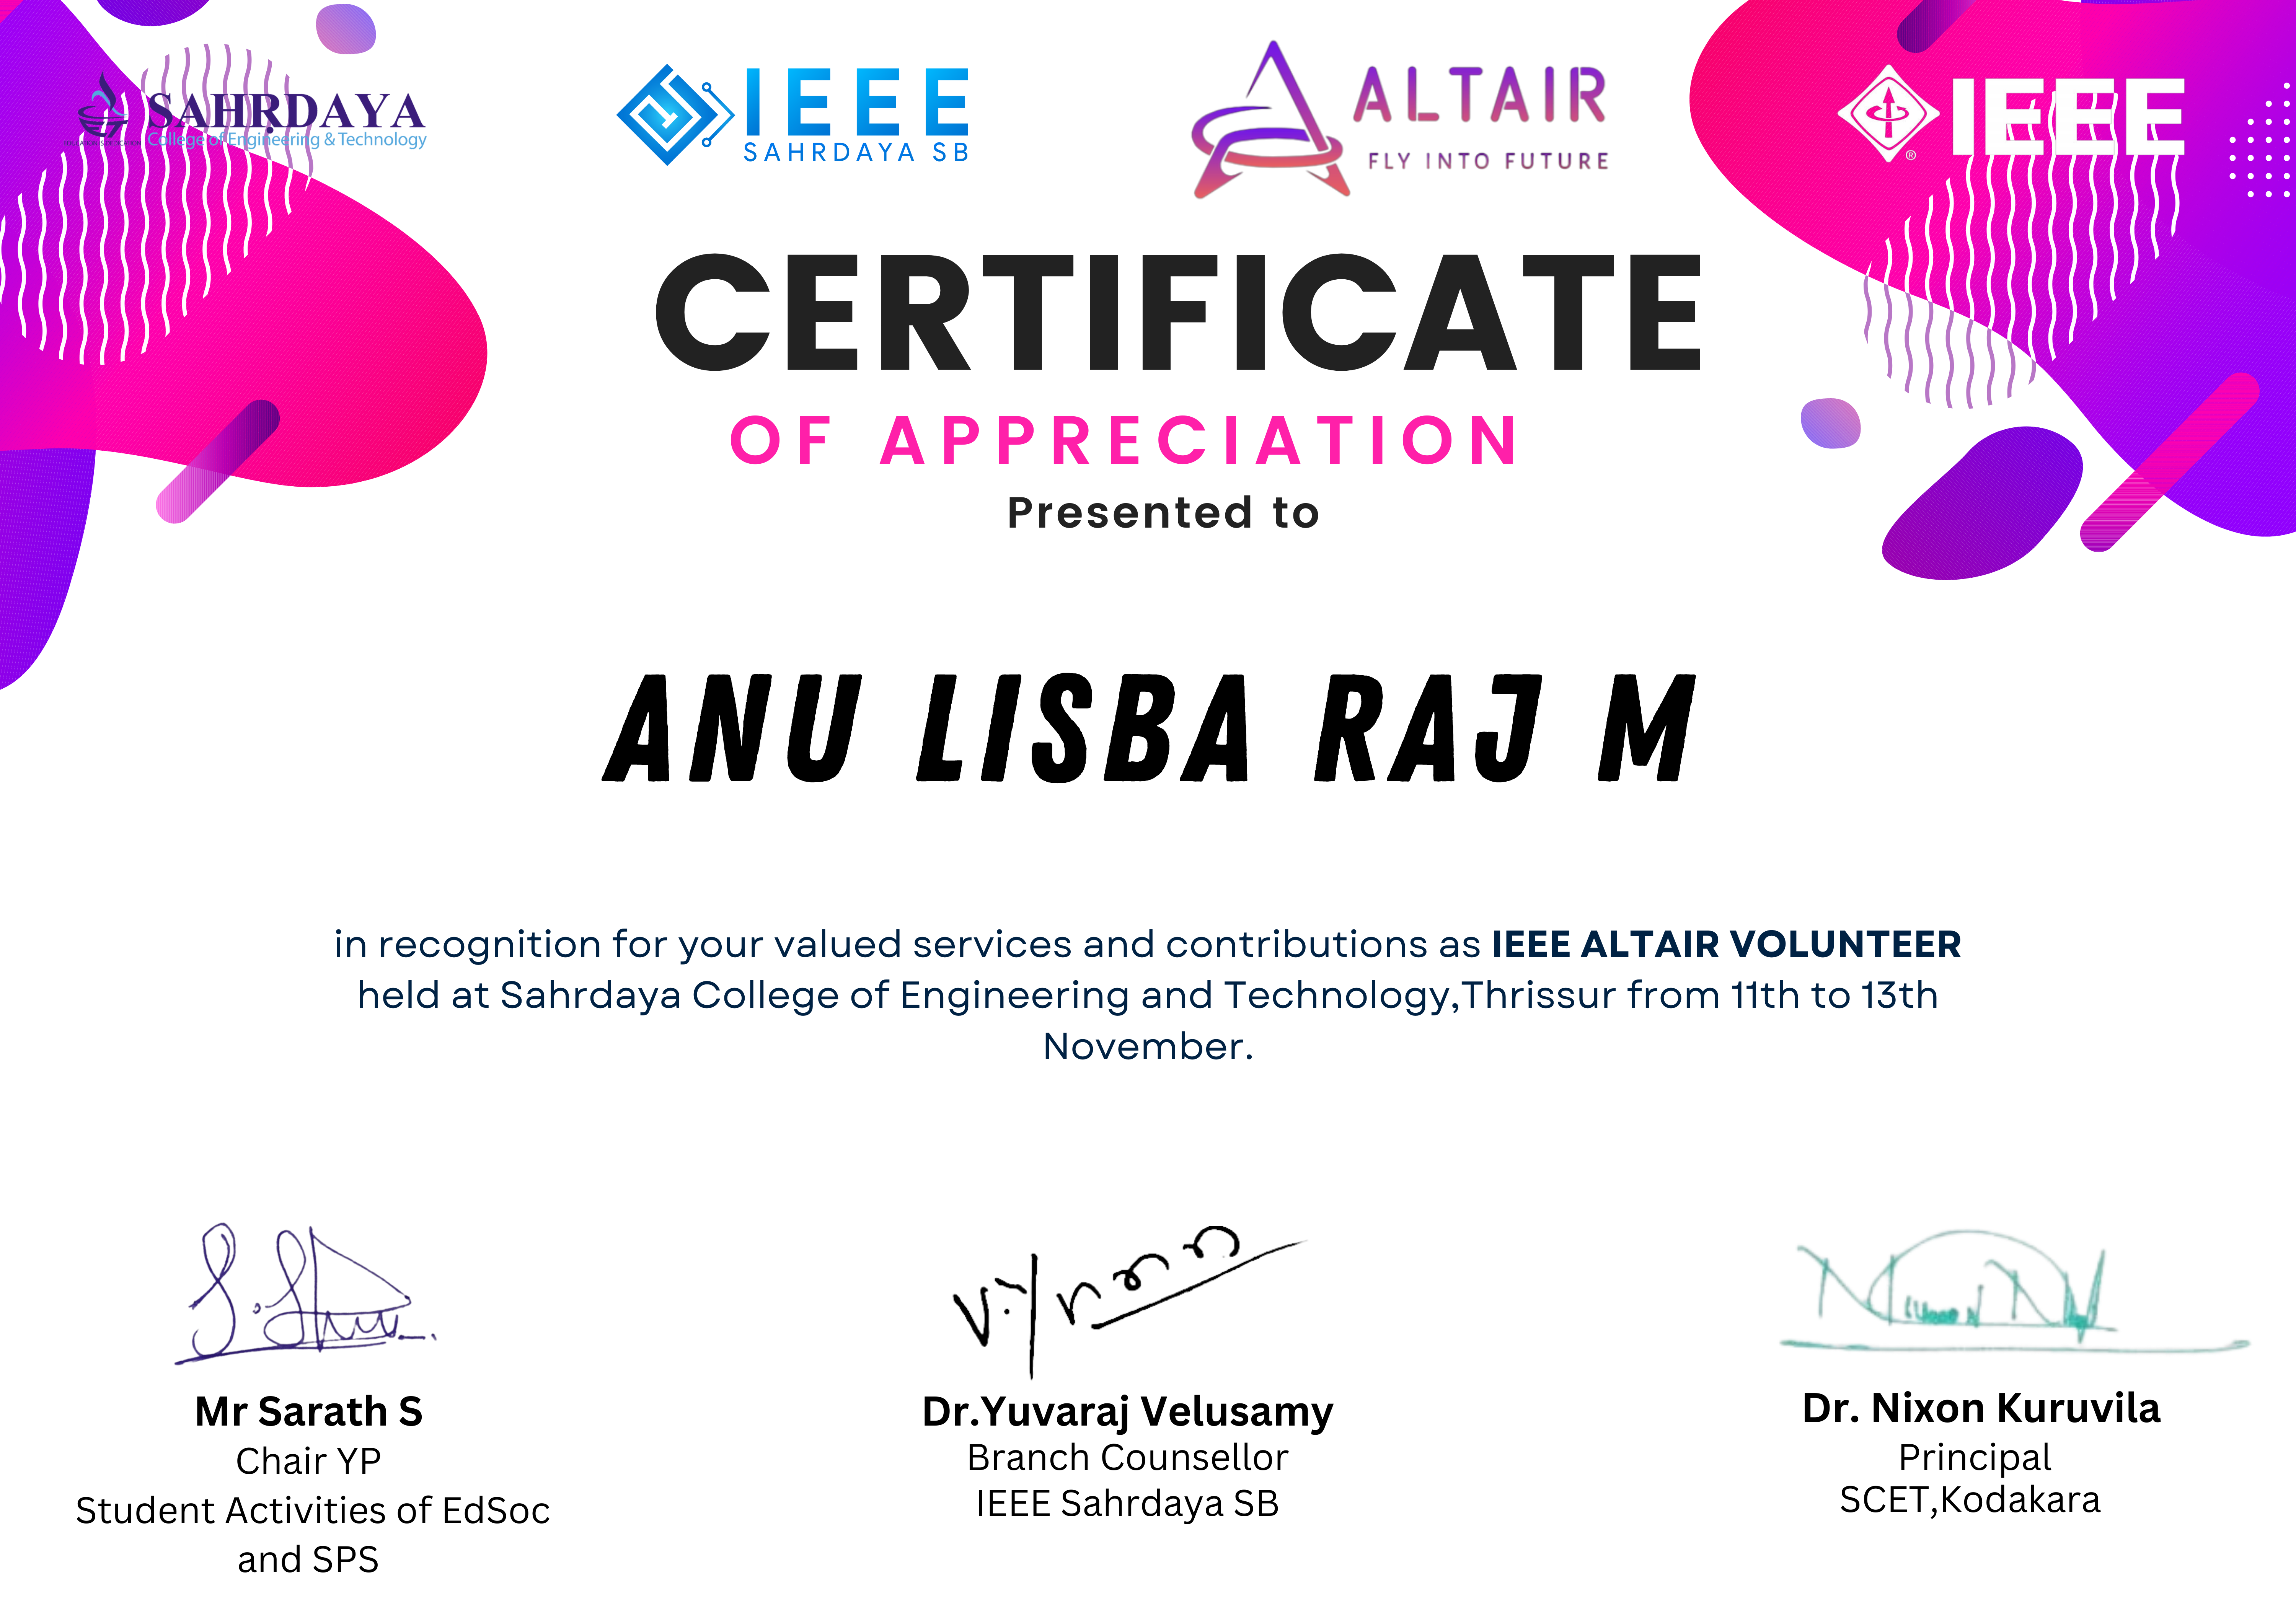 SAHRDAYA
College of Engineering & Technology
IEEE
SAHRDAYA SB
ALTAIR
FLY INTO FUTURE
IEEE
®
CERTIFICATE
OF APPRECIATION
Presented to
ANU LISBA RAJ M
in recognition for your valued services and contributions as IEEE ALTAIR VOLUNTEER
held at Sahrdaya College of Engineering and Technology,Thrissur from 11th to 13th
November.
Mr Sarath S
Chair YP
Student Activities of EdSoc
and SPS
Dr.Yuvaraj Velusamy
Branch Counsellor
IEEE Sahrdaya SB
Dr. Nixon Kuruvila
Principal
SCET,Kodakara